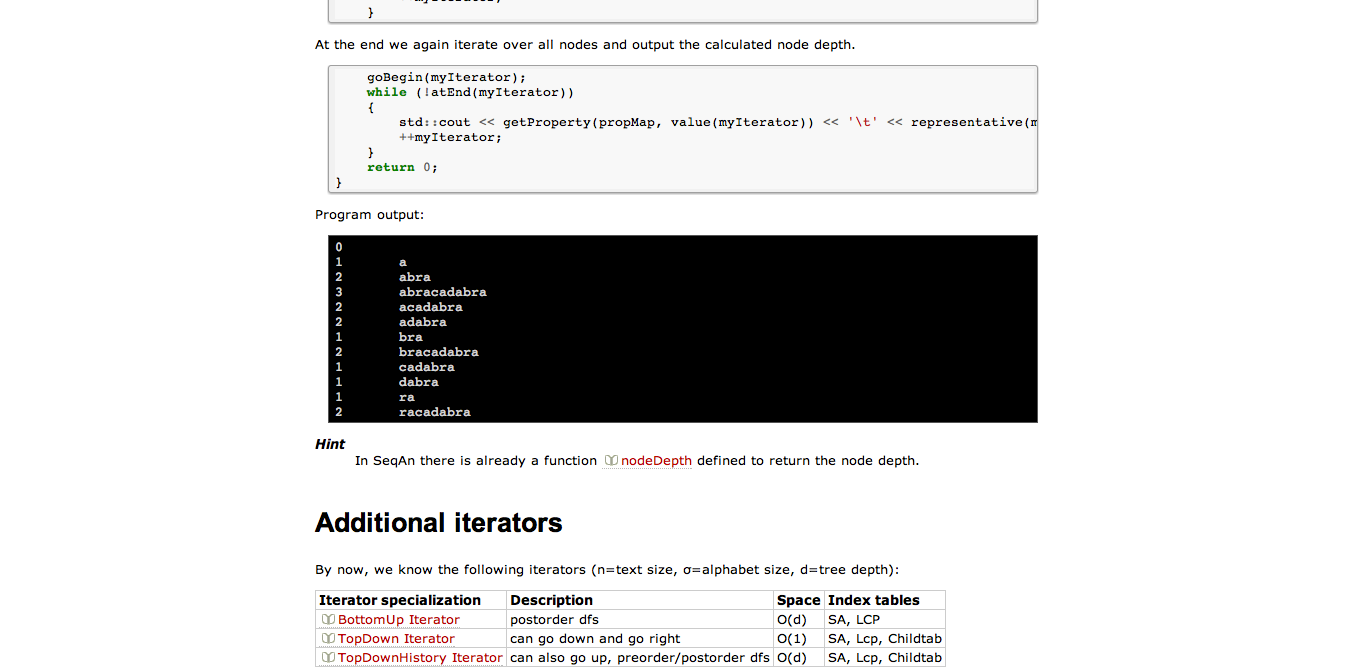 }
At the end we again iterate over all nodes and output the calculated node depth.
goBegin(myIterator);
while (!atEnd(myIterator))
{
std::cout << getProperty(propMap, value(myIterator)) << '\t' << representative(m
++myIterator;
}
return 0;
}
Program output:
0
1 a
2 abra
3 abracadabra
2 acadabra
2 adabra
1 bra
2 bracadabra
1 cadabra
1 dabra
1 ra
2 racadabra
Hint
In SeqAn there is already a function nodeDepth defined to return the node depth.
Additional iterators
By now, we know the following iterators (n=text size, σ=alphabet size, d=tree depth):
Iterator specialization Description Space Index tables
BottomUp Iterator postorder dfs O(d) SA, LCP
TopDown Iterator can go down and go right O(1) SA, Lcp, Childtab
TopDownHistory Iterator can also go up, preorder/postorder dfs O(d) SA, Lcp, Childtab